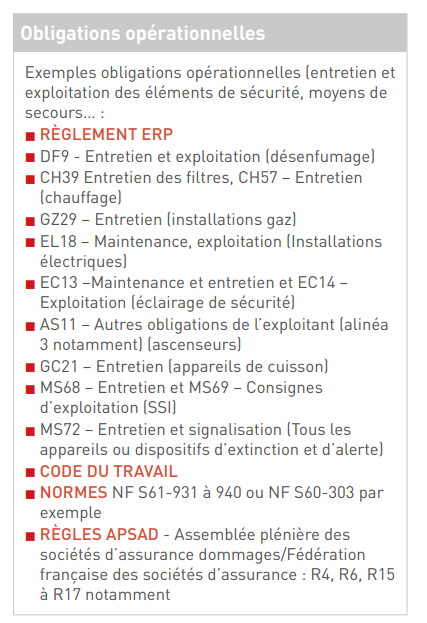 Obligations opérationnelles
Exemples obligations opérationnelles (entretien et
exploitation des éléments de sécurité, moyens de
secours... :
■ RÈGLEMENT ERP
■ DF9 - Entretien et exploitation (désenfumage)
■ CH39 Entretien des filtres, CH57 – Entretien
(chauffage)
■ GZ29 – Entretien (installations gaz)
■ EL18 – Maintenance, exploitation (Installations
électriques)
■ EC13 –Maintenance et entretien et EC14 –
Exploitation (éclairage de sécurité)
■ AS11 – Autres obligations de l'exploitant (alinéa
3 notamment) (ascenseurs)
■ GC21 – Entretien (appareils de cuisson)
■ MS68 – Entretien et MS69 – Consignes
d'exploitation (SSI)
■ MS72 – Entretien et signalisation (Tous les
appareils ou dispositifs d'extinction et d'alerte)
■ CODE DU TRAVAIL
■ NORMES NF S61-931 à 940 ou NF S60-303 par
exemple
■ RÈGLES APSAD - Assemblée plénière des
sociétés d'assurance dommages/Fédération
française des sociétés d'assurance : R4, R6, R15
à R17 notamment